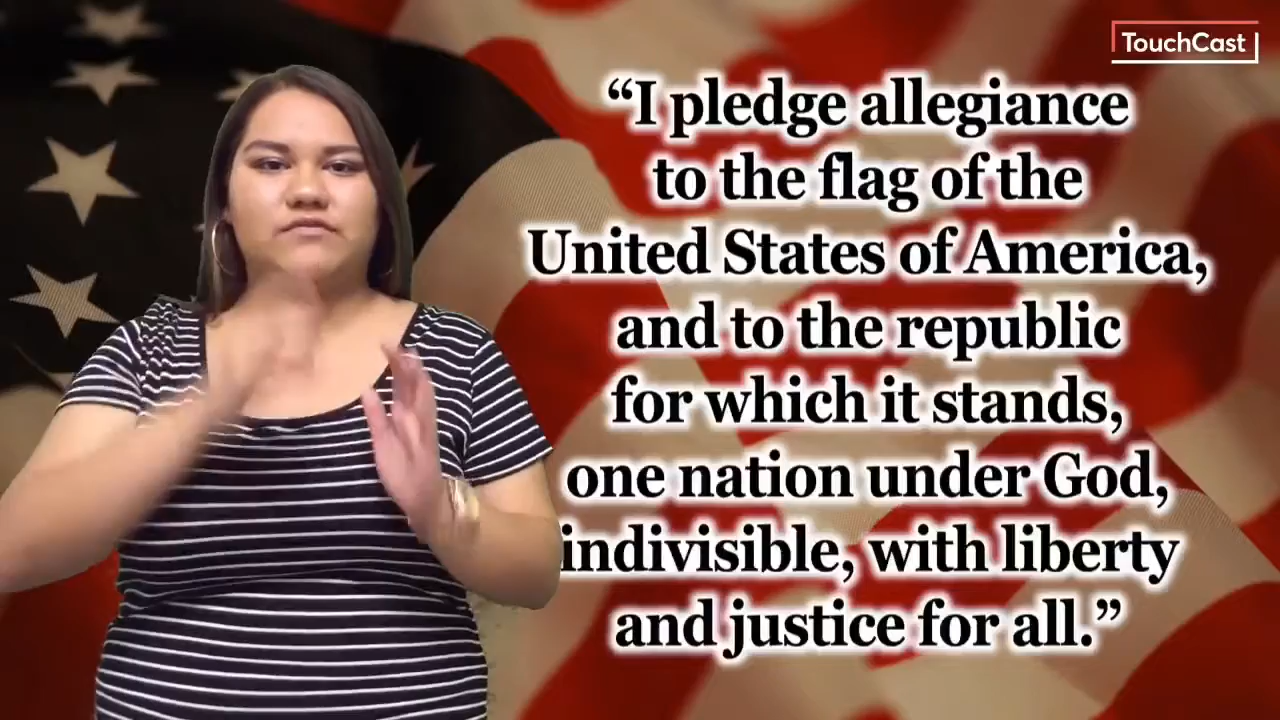 TouchCast
“I pledge allegiance
to the flag of the
United States of America,
and to the republic
for which it stands,
one nation under God,
indivisible, with liberty
and justice for all.”